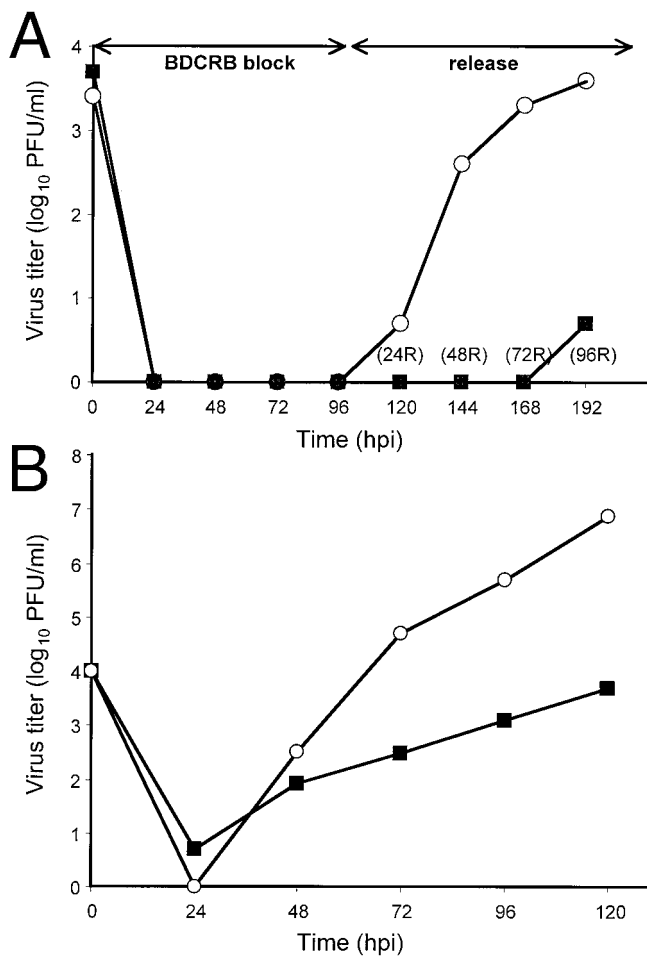 A
BDCRB block
release
4
3
2
1
0
Virus titer (log10 PFU/ml)
(24R) (48R) (72R) (96R)
0 24 48 72 96 120 144 168 192
Time (hpi)
B
8
7
6
5
4
3
2
1
0
Virus titer (log10 PFU/ml)
0 24 48 72 96 120
Time (hpi)